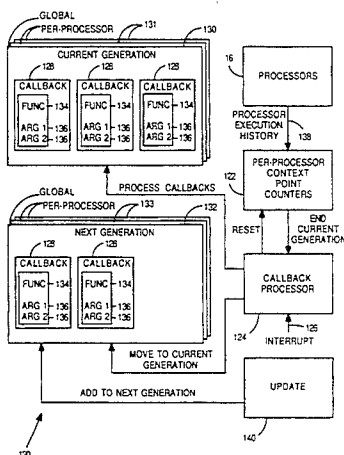 GLOBAL
PER-PROCESSOR
131
130
CURRENT GENERATION
128
128
128
CALLBACK
CALLBACK
CALLBACK
FUNC 134
FUNC 134
FUNC 134
ARG 1 136
ARG 2 136
ARG 1 136
ARG 2 136
ARG 1 136
ARG 2 136
16
PROCESSORS
PROCESSOR
EXECUTION
HISTORY
138
122
PER-PROCESSOR
CONTEXT
POINT
COUNTERS
GLOBAL
PER-PROCESSOR
PROCESS CALLBACKS
133
132
NEXT GENERATION
128
128
CALLBACK
CALLBACK
FUNC 134
FUNC 134
ARG 1 136
ARG 2 136
ARG 1 136
ARG 2 136
RESET
END
CURRENT
GENERATION
CALLBACK
PROCESSOR
124
126
INTERRUPT
MOVE TO CURRENT
GENERATION
ADD TO NEXT GENERATION
UPDATE
140